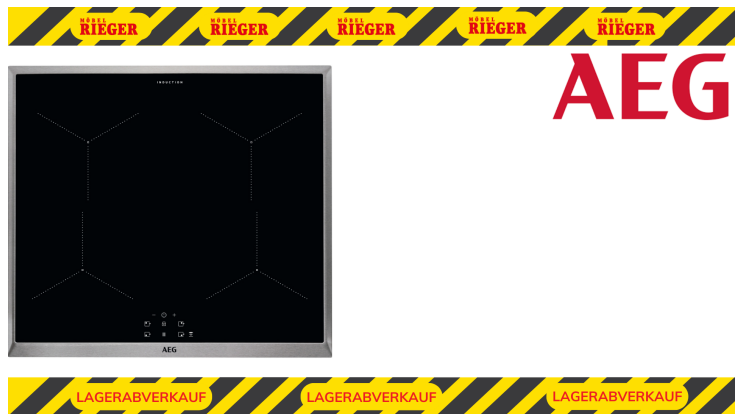 MÖBEL
RIEGER
MÖBEL
RIEGER
MÖBEL
RIEGER
MÖBEL
RIEGER
MÖBEL
RIEGER
INDUCTION
AEG
AEG
LAGERABVERKAUF
LAGERABVERKAUF
LAGERABVERKAUF